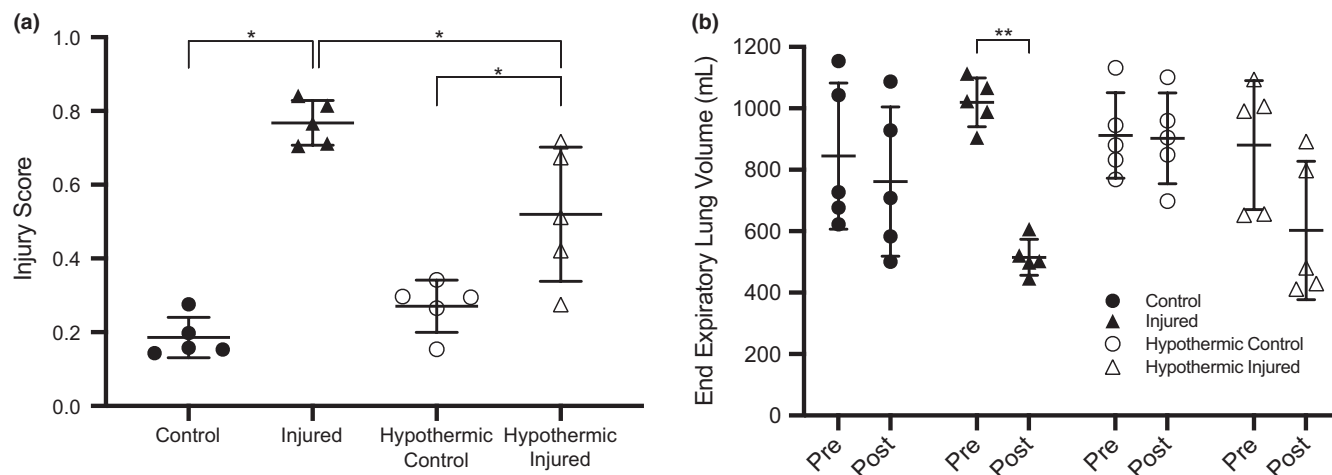 (a)
Injury Score
1.0
0.8
0.6
0.4
0.2
0.0
*
*
*
Control
Injured
Hypothermic
Control
Hypothermic
Injured
(b)
End Expiratory Lung Volume (mL)
1200
1000
800
600
400
200
0
**
Control
Injured
Hypothermic Control
Hypothermic Injured
Pre
Post
Pre
Post
Pre
Post
Pre
Post